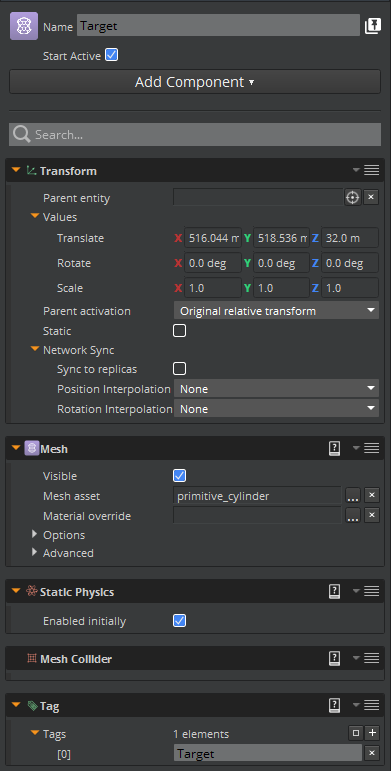 Name Target
Start Active
Add Component
Search...
Transform
Parent entity
Values
Translate X 516.044 m Y 518.536 m Z 32.0 m
Rotate X 0.0 deg Y 0.0 deg Z 0.0 deg
Scale X 1.0 Y 1.0 Z 1.0
Parent activation Original relative transform
Static
Network Sync
Sync to replicas
Position Interpolation None
Rotation Interpolation None
Mesh
Visible
Mesh asset primitive_cylinder ...
Material override ...
Options
Advanced
Static Physics
Enabled initially
Mesh Collider
Tag
Tags 1 elements
[0] Target